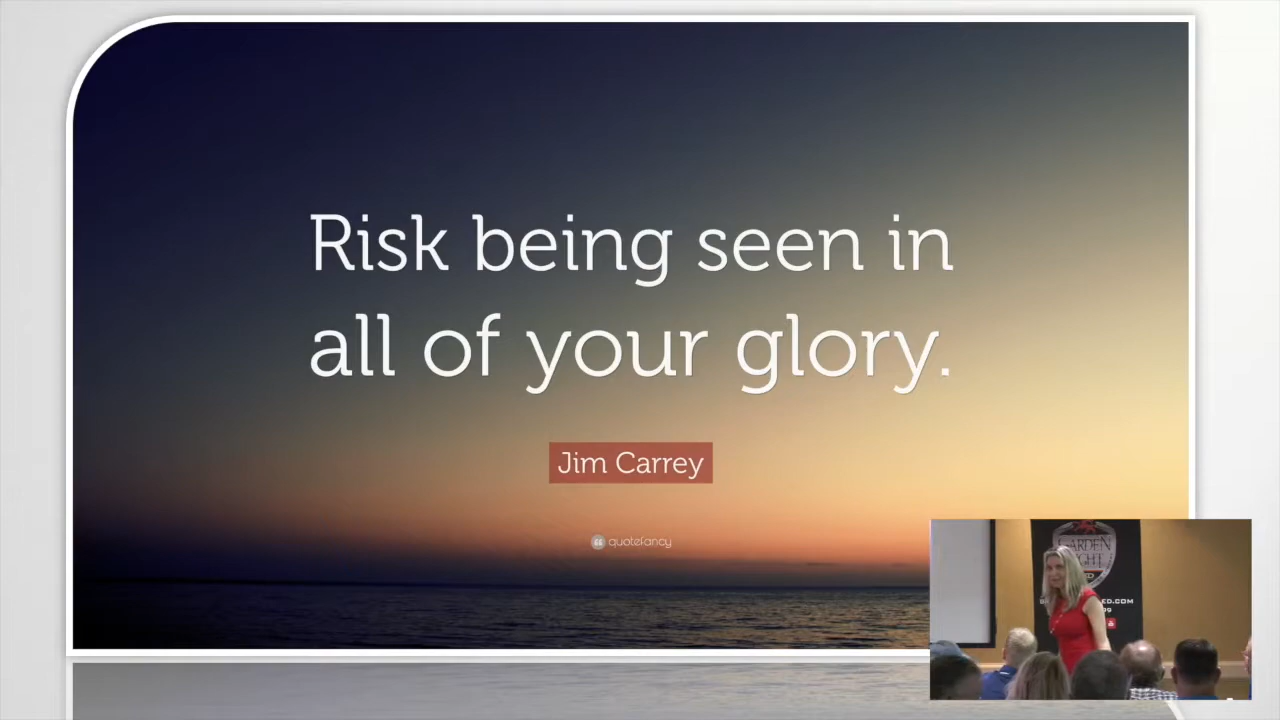 Risk being seen in
all of your glory.
Jim Carrey
quotefancy